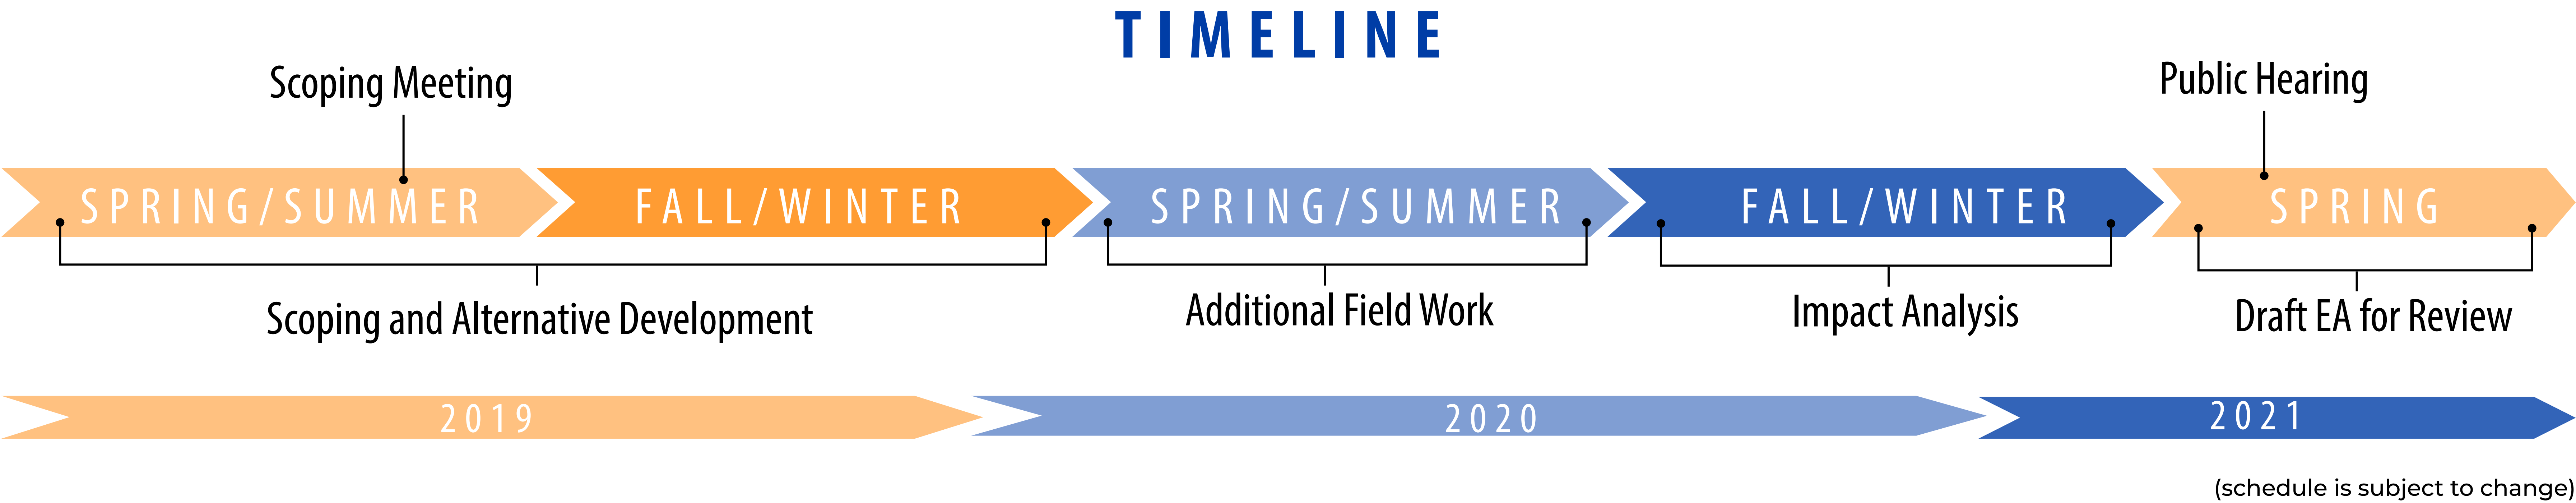 TIMELINE
Scoping Meeting
Public Hearing
SPRING/SUMMER
FALL/WINTER
SPRING/SUMMER
FALL/WINTER
SPRING
Scoping and Alternative Development
Additional Field Work
Impact Analysis
Draft EA for Review
2019
2020
2021
(schedule is subject to change)